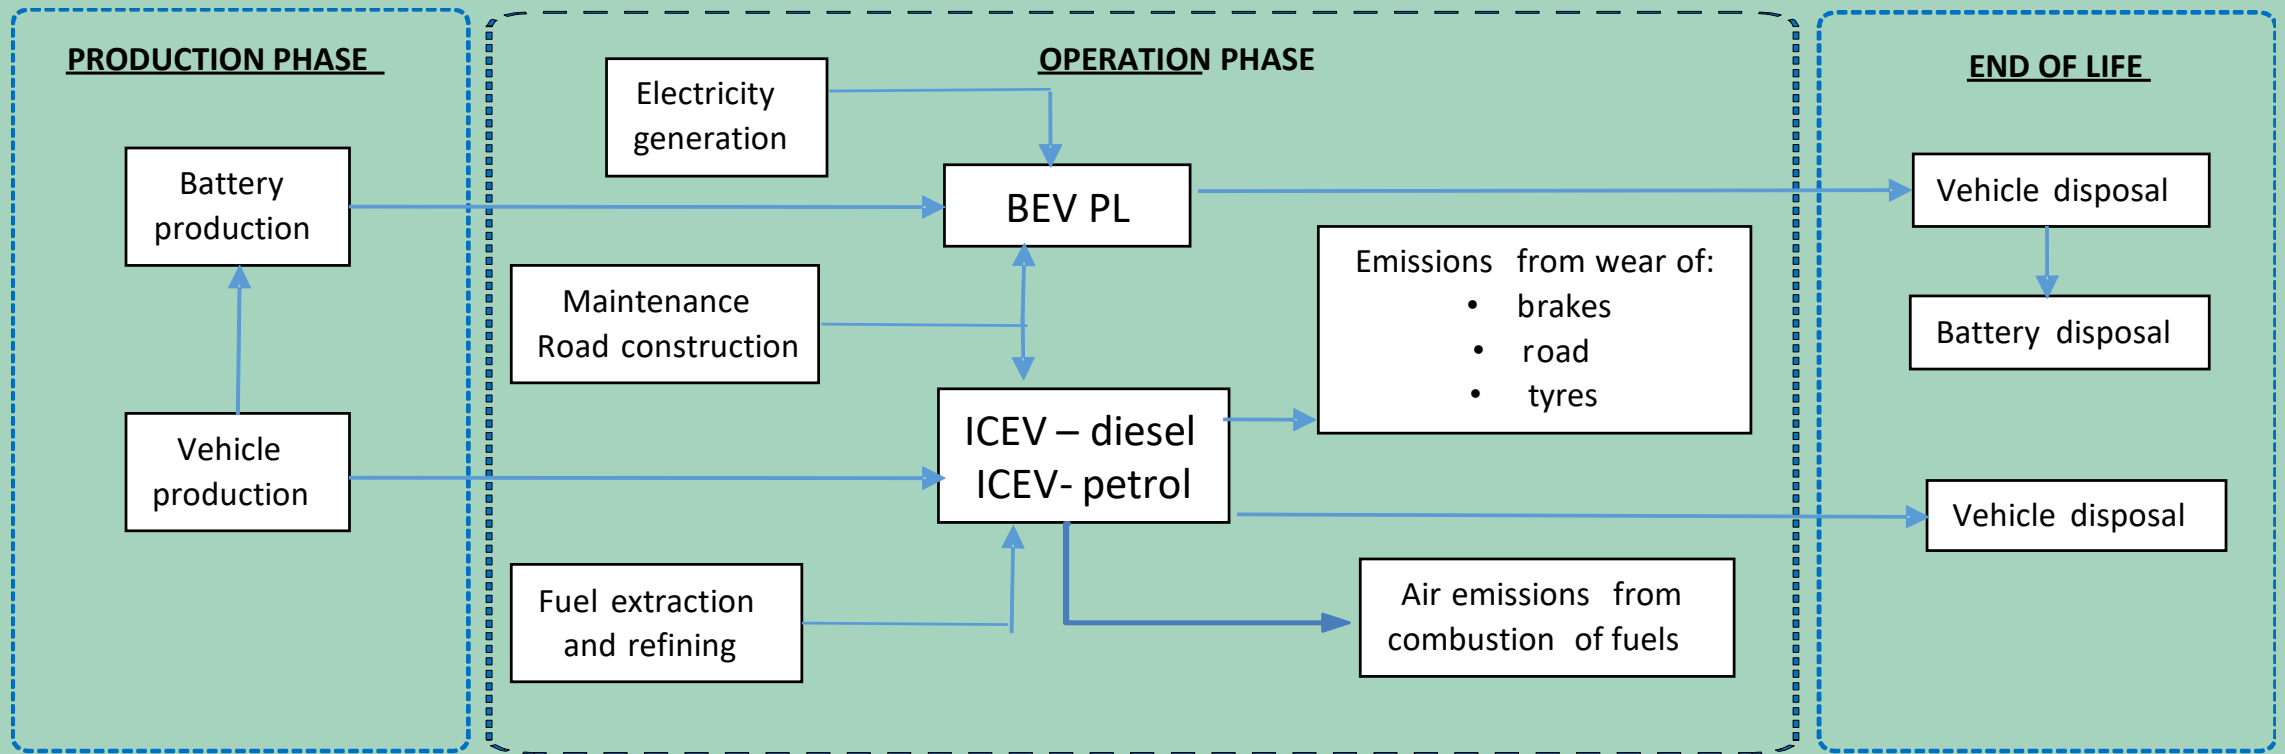 PRODUCTION PHASE
Battery
production
Vehicle
production
OPERATION PHASE
Electricity
generation
BEV PL
Maintenance
Road construction
Emissions from wear of:
• brakes
• road
• tyres
ICEV – diesel
ICEV- petrol
Fuel extraction
and refining
Air emissions from
combustion of fuels
END OF LIFE
Vehicle disposal
Battery disposal
Vehicle disposal